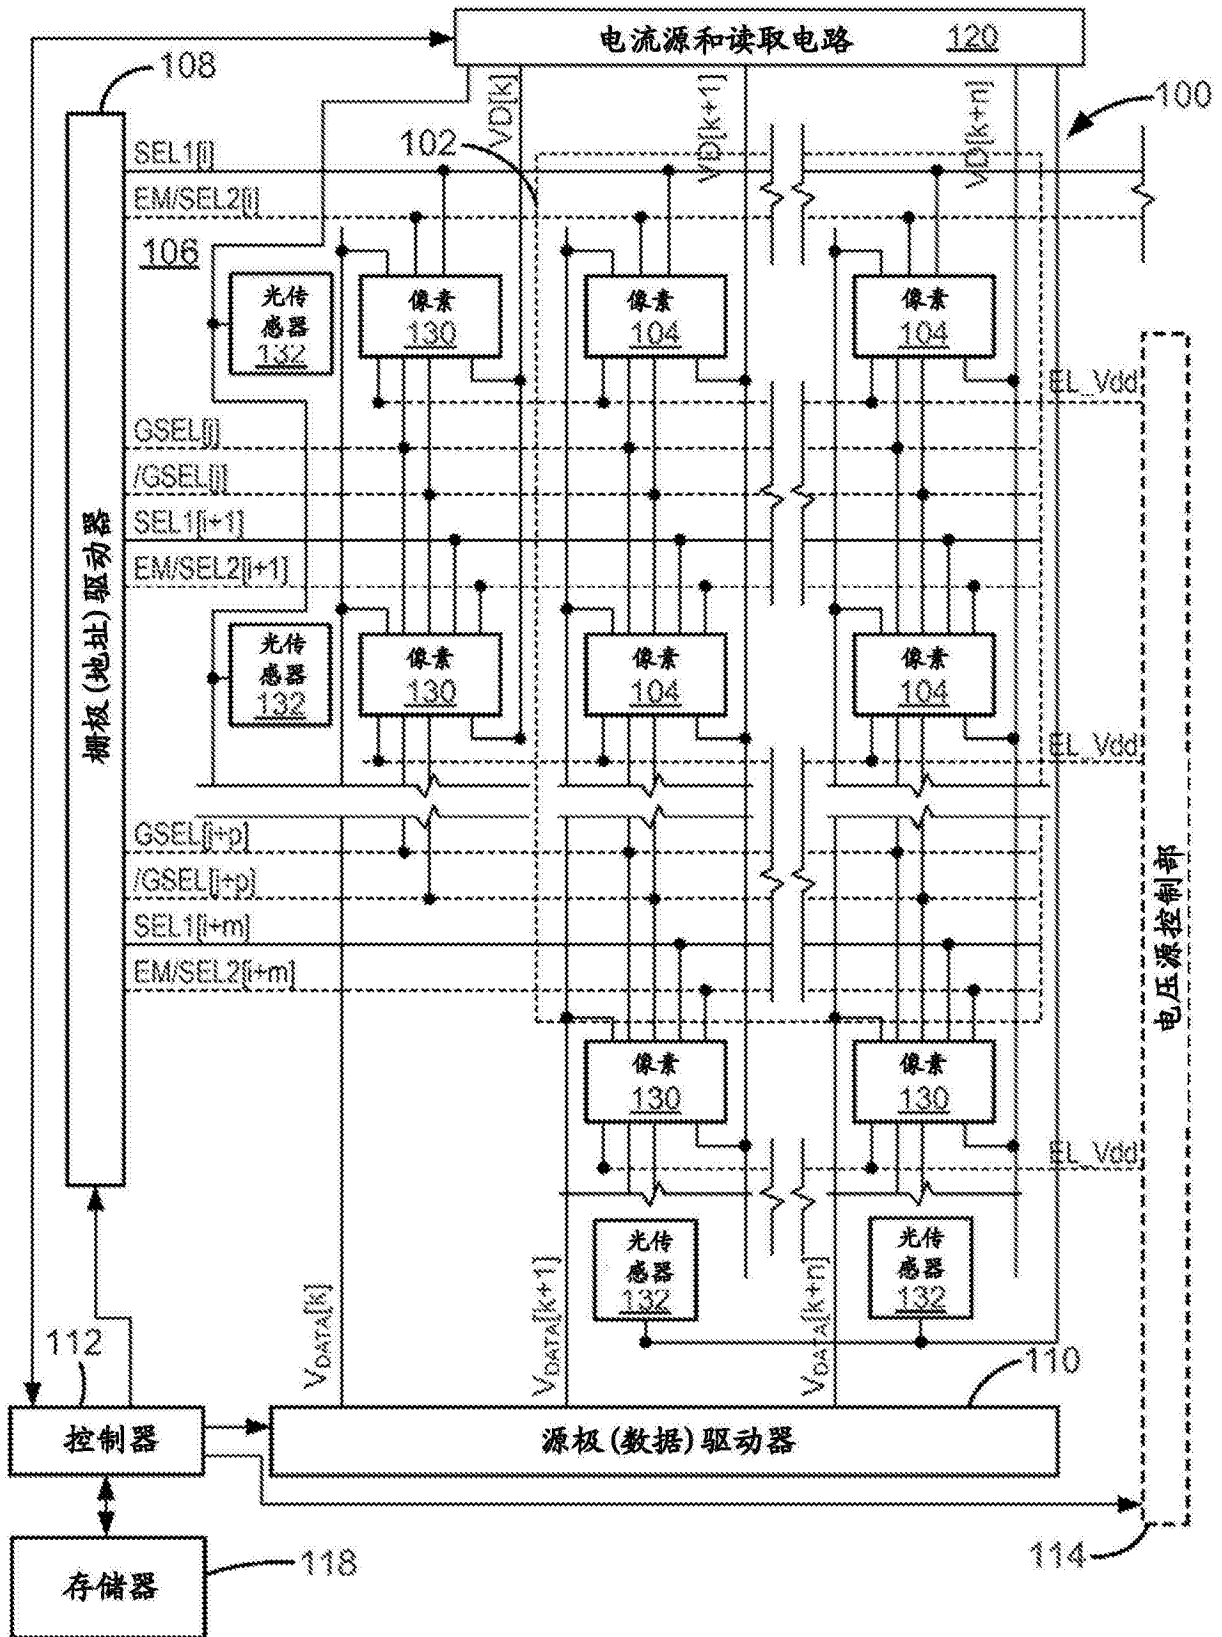 电流源和读取电路 120
108
100
VD[k]
VD[k+1]
VD[k+n]
102
SEL1[i]
EM/SEL2[i]
106
光传
感器
132
像素
130
像素
104
像素
104
EL_Vdd
GSEL[j]
/GSEL[j]
SEL1[i+1]
EM/SEL2[i+1]
栅极(地址)驱动器
光传
感器
132
像素
130
像素
104
像素
104
EL_Vdd
GSEL[j+p]
/GSEL[j+p]
SEL1[i+m]
EM/SEL2[i+m]
电压源控制部
像素
130
像素
130
EL_Vdd
光传
感器
132
光传
感器
132
VDATA[k]
VDATA[k+1]
VDATA[k+n]
112
110
控制器
源极(数据)驱动器
114
存储器
118